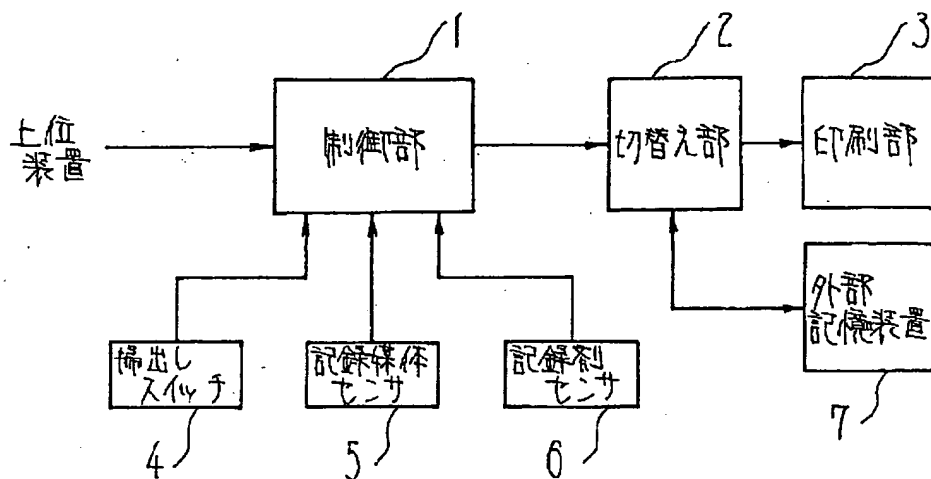 1
2
3
上位
装置
制御部
切替え部
印刷部
外部
記憶装置
掃出し
スイッチ
記録媒体
センサ
記録剤
センサ
4
5
6
7